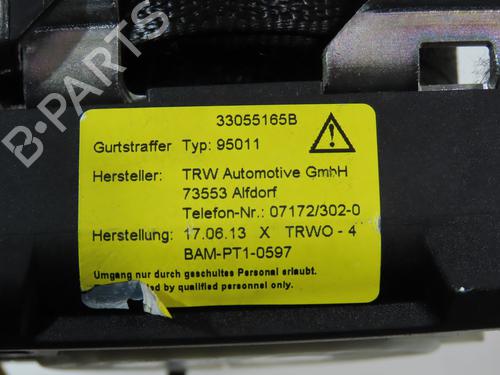 33055165B
Gurtstraffer Typ: 95011
Hersteller: TRW Automotive GmbH
73553 Alfdorf
Telefon-Nr.: 07172/302-0
Herstellung: 17.06.13 X TRWO - 4
BAM-PT1-0597
Umgang nur durch geschultes Personal erlaubt.
by qualified personnel only.
B-PARTS